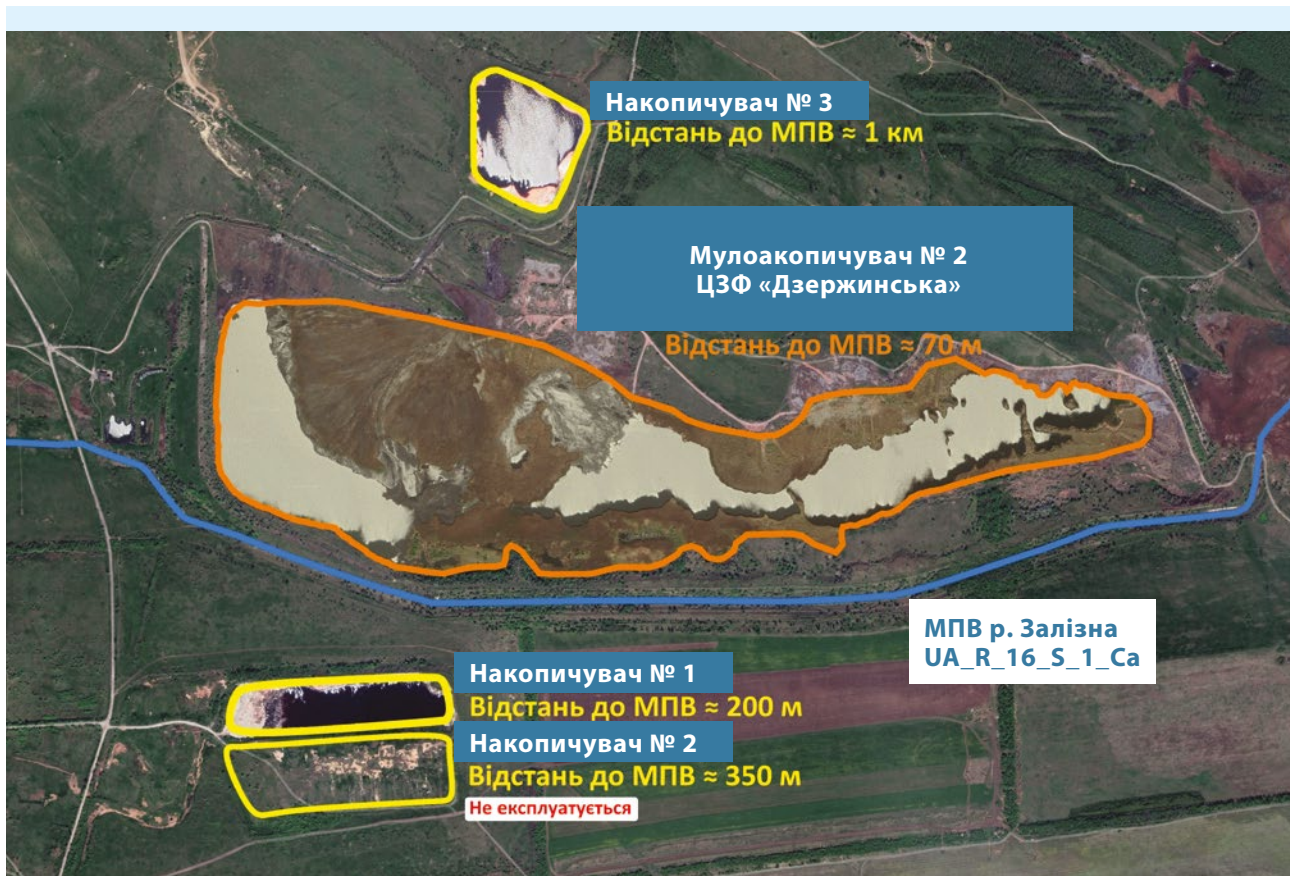 Накопичувач № 3
Відстань до МПВ ≈ 1 км
Мулоакопичувач № 2
ЦЗФ «Дзержинська»
Відстань до МПВ ≈ 70 м
МПВ р. Залізна
UA_R_16_S_1_Ca
Накопичувач № 1
Відстань до МПВ ≈ 200 м
Накопичувач № 2
Відстань до МПВ ≈ 350 м
Не експлуатується